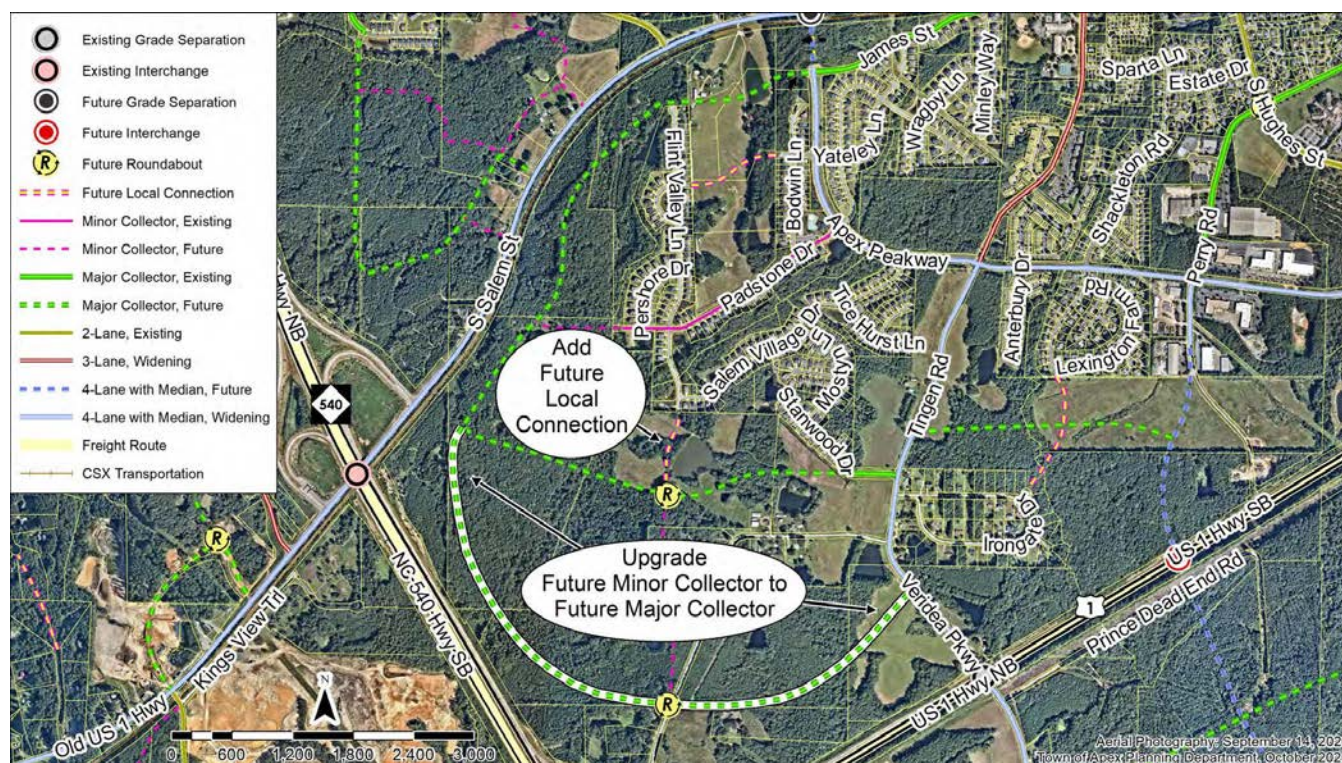 Existing Grade Separation
Existing Interchange
Future Grade Separation
Future Interchange
R
Future Roundabout
Future Local Connection
Minor Collector, Existing
Minor Collector, Future
Major Collector, Existing
Major Collector, Future
2-Lane, Existing
3-Lane, Widening
4-Lane with Median, Future
4-Lane with Median, Widening
Freight Route
CSX Transportation
James St
Sparta Ln
Estate Dr
S Hughes St
Minley Way
Wragby Ln
Yateley Ln
Flint Valley Ln
Bodwin Ln
Shackleton Rd
Perry Rd
Apex Peakway
S Salem St
Pershore Dr
Padstone Dr
Anterbury Dr
Lexington Farm Rd
Tice Hurst Ln
Salem Village Dr
Mostyn Ln
Stanwood Dr
Tingen Rd
Hwy NB
540
Add
Future
Local
Connection
R
R
Irongate Dr
Upgrade
Future Minor Collector to
Future Major Collector
US 1 Hwy SB
1
Prince Dead End Rd
Veridea Pkwy
US 1 Hwy NB
NC-540 Hwy SB
Kings View Trl
Old US 1 Hwy
R
N
0 600 1,200 1,800 2,400 3,000
Aerial Photography: September 14, 202
Town of Apex Planning Department, October 202